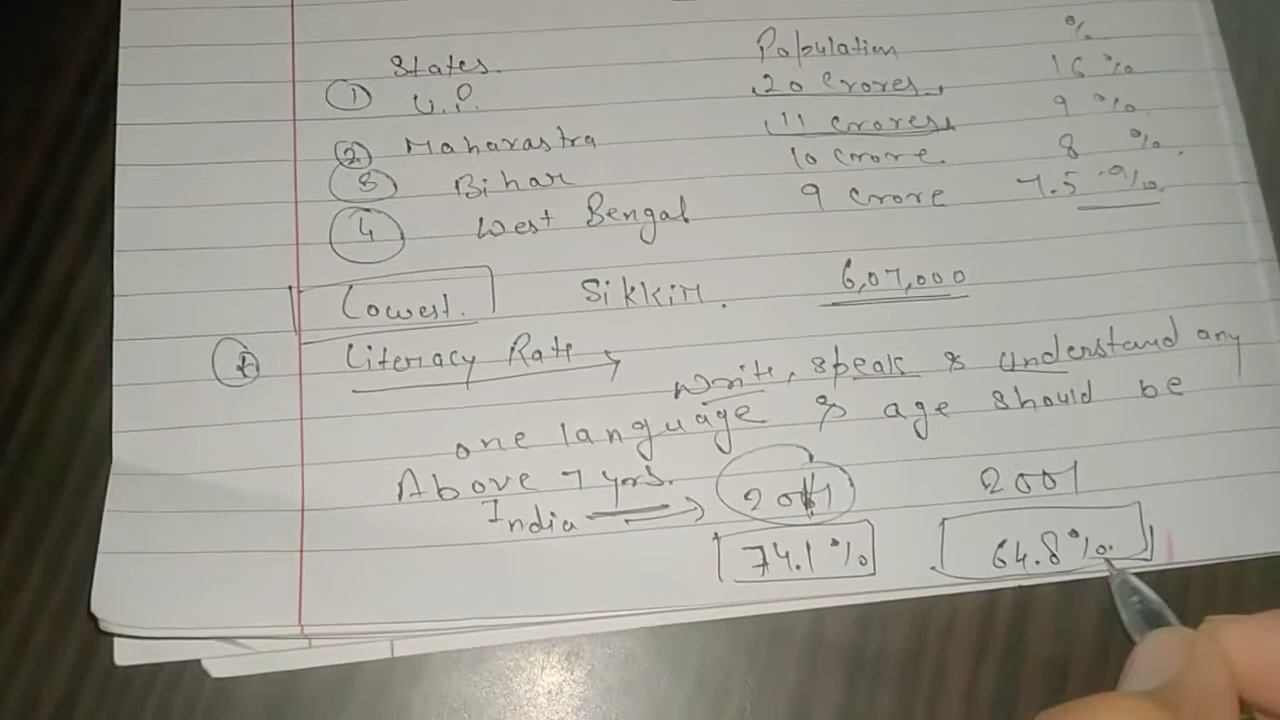 States. Population %
① U.P. 20 Crores. 16 %
② Maharastra 11 crores 9 %
③ Bihar 10 crore. 8 %.
④ West Bengal 9 crore 7.5 %
Lowest. Sikkim. 6,07,000
Literacy Rate → Write, speak & Understand any
one language & age should be
Above 7 yrs.
India → 2011 2001
74.1 % 64.8 %